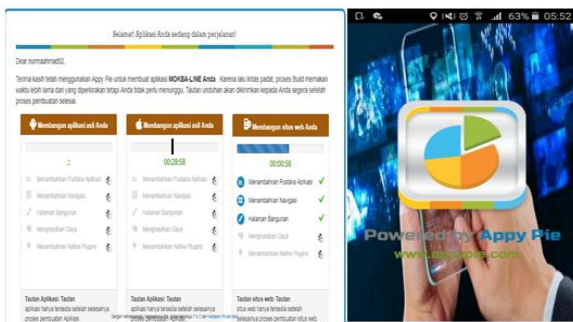 Selamat! Aplikasi Anda sedang dalam perjalanan!
Dear nurmaahmad92,
Terima kasih telah menggunakan Appy Pie untuk membuat aplikasi MOKBA-LINE Anda. Karena lalu lintas padat, proses Build memakan
waktu lebih lama dari yang diperkirakan tetapi Anda tidak perlu menunggu, Tautan unduhan akan dikirimkan kepada Anda segera setelah
proses pembuatan selesai.
Membangun aplikasi asli Anda
Menambahkan Pustaka Aplikasi
Menambahkan Navigasi
Halaman Bangunan
Menghasilkan Gaya
Menambahkan Native Plugins
Tautan Aplikasi: Tautan
aplikasi hanya tersedia setelah selesainya
proses pembuatan Aplikasi.
Membangun aplikasi asli Anda
00:28:58
Menambahkan Pustaka Aplikasi
Menambahkan Navigasi
Halaman Bangunan
Menghasilkan Gaya
Menambahkan Native Plugins
Tautan Aplikasi: Tautan
aplikasi hanya tersedia setelah selesainya
proses pembuatan Aplikasi.
Membangun situs web Anda
00:00:58
Menambahkan Pustaka Aplikasi
Menambahkan Navigasi
Halaman Bangunan
Menghasilkan Gaya
Menambahkan Native Plugins
Tautan situs web: Tautan
situs web hanya tersedia setelah
selesainya proses pembuatan situs web.
63% 05:52
Powered by Appy Pie
www.appypie.com